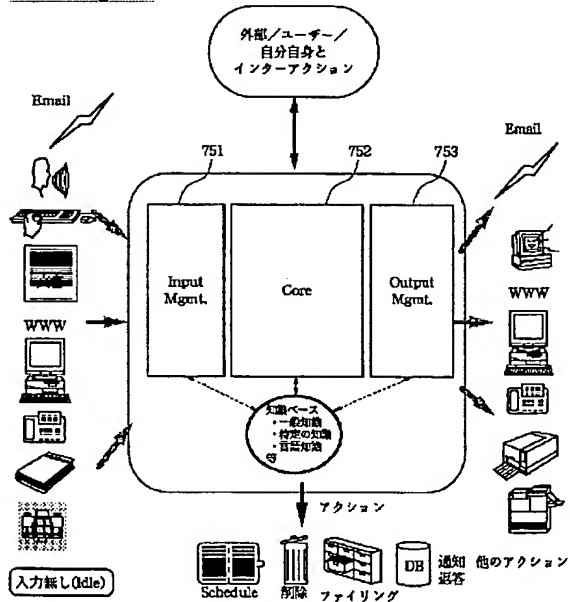 外部/ユーザー/
自分自身と
インターアクション
Email
Email
751
752
753
Input
Mgmt.
Core
Output
Mgmt.
WWW
WWW
知識ベース
・一般知識
・特定の知識
・言語知識
等
アクション
入力無し(Idle)
Schedule
削除
ファイリング
DB
通知
返答
他のアクション